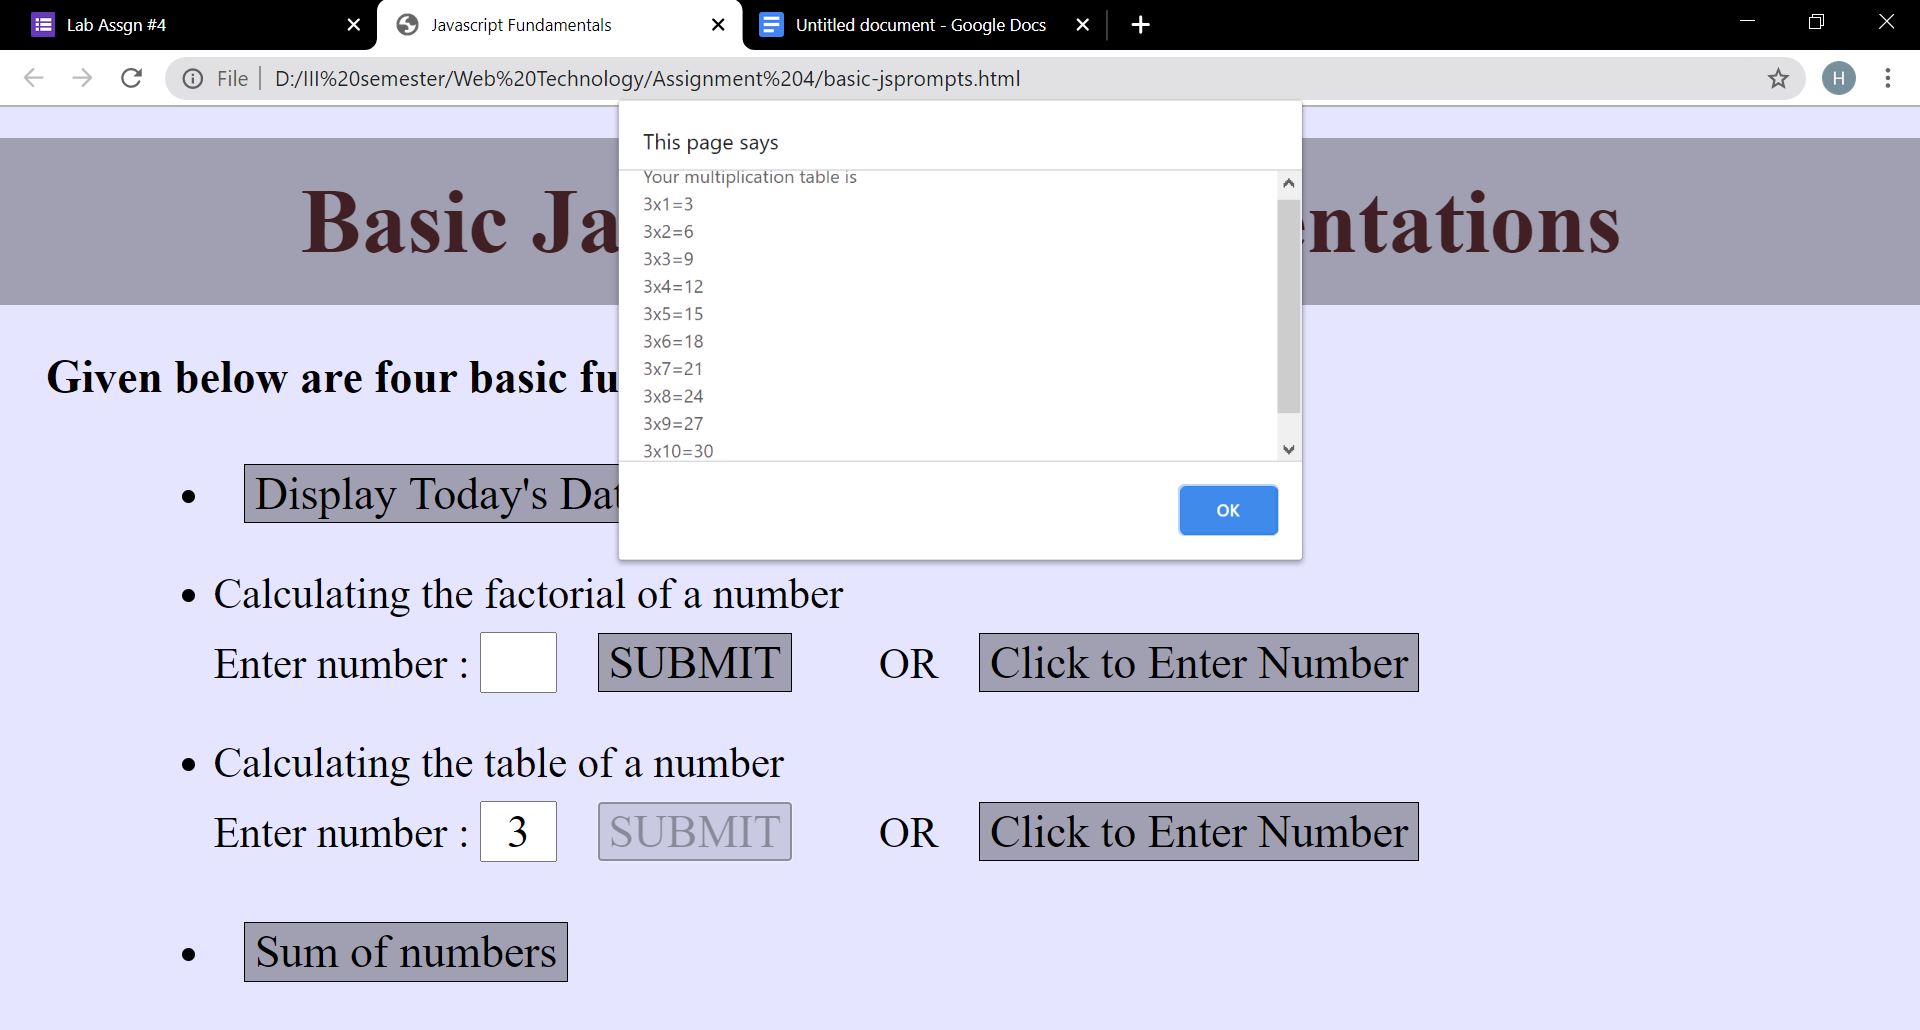 Lab Assgn #4
Javascript Fundamentals
Untitled document - Google Docs
File
D:/III%20semester/Web%20Technology/Assignment%204/basic-jsprompts.html
H
This page says
Your multiplication table is
3x1=3
3x2=6
3x3=9
3x4=12
3x5=15
3x6=18
3x7=21
3x8=24
3x9=27
3x10=30
OK
Basic Ja
ntations
Given below are four basic fu
Display Today's Dat
Calculating the factorial of a number
Enter number : SUBMIT OR Click to Enter Number
Calculating the table of a number
Enter number : 3 SUBMIT OR Click to Enter Number
Sum of numbers